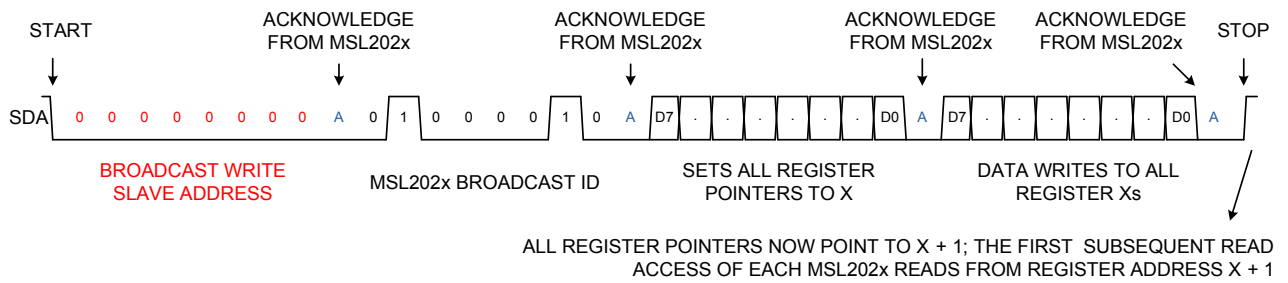 START
ACKNOWLEDGE
FROM MSL202x
ACKNOWLEDGE
FROM MSL202x
ACKNOWLEDGE
FROM MSL202x
ACKNOWLEDGE
FROM MSL202x
STOP
SDA 0 0 0 0 0 0 0 0 A 0 1 0 0 0 0 1 0 A D7 . . . . . . D0 A D7 . . . . . . D0 A
BROADCAST WRITE
SLAVE ADDRESS
MSL202x BROADCAST ID
SETS ALL REGISTER
POINTERS TO X
DATA WRITES TO ALL
REGISTER Xs
ALL REGISTER POINTERS NOW POINT TO X + 1; THE FIRST SUBSEQUENT READ
ACCESS OF EACH MSL202x READS FROM REGISTER ADDRESS X + 1